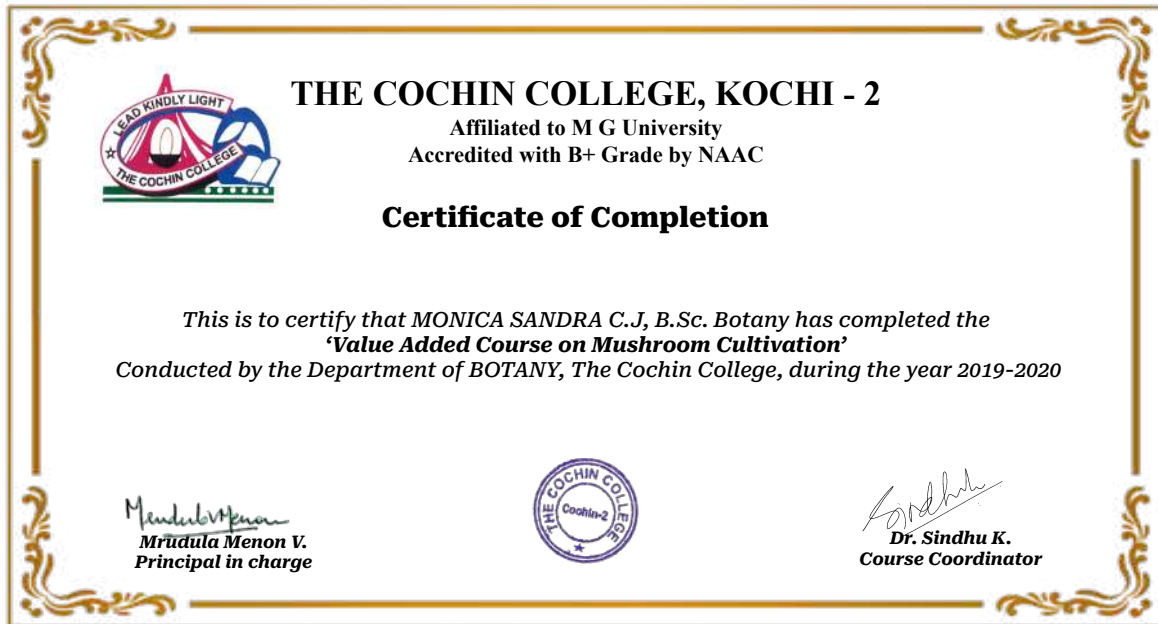 LEAD KINDLY LIGHT
THE COCHIN COLLEGE
THE COCHIN COLLEGE, KOCHI - 2
Affiliated to M G University
Accredited with B+ Grade by NAAC
Certificate of Completion
This is to certify that MONICA SANDRA C.J, B.Sc. Botany has completed the
‘Value Added Course on Mushroom Cultivation’
Conducted by the Department of BOTANY, The Cochin College, during the year 2019-2020
THE COCHIN COLLEGE
Cochin-2
Mrudula Menon V.
Principal in charge
Sindhu
Dr. Sindhu K.
Course Coordinator